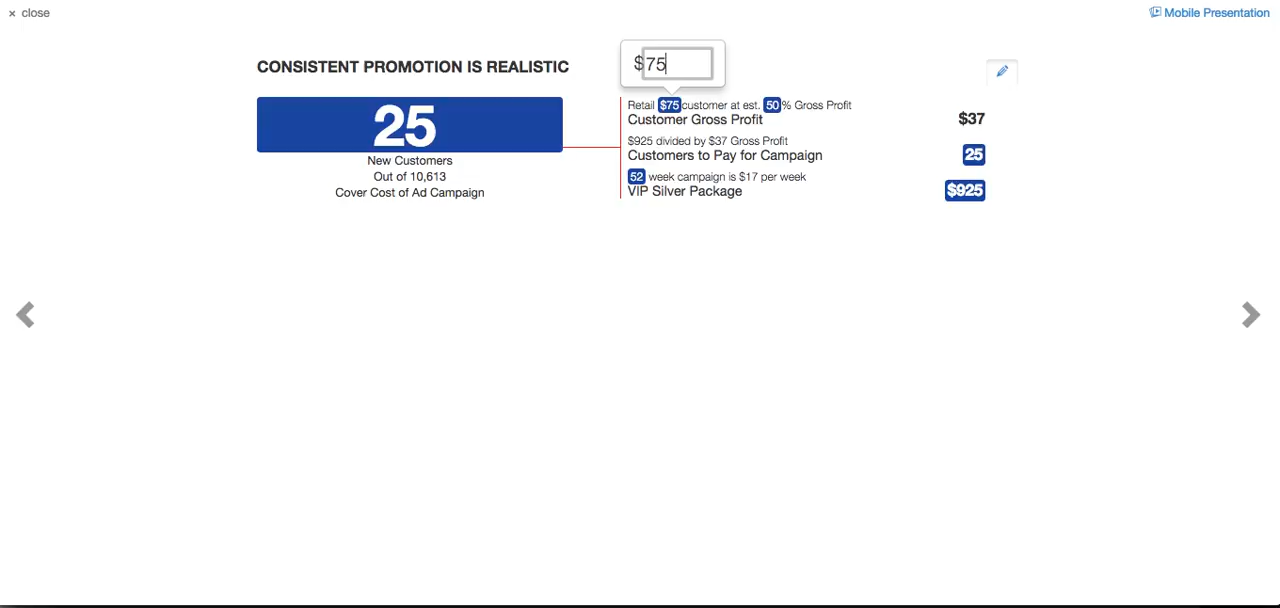 × close
Mobile Presentation
CONSISTENT PROMOTION IS REALISTIC
$75
25
New Customers
Out of 10,613
Cover Cost of Ad Campaign
Retail $75 customer at est. 50 % Gross Profit
Customer Gross Profit $37
$925 divided by $37 Gross Profit
Customers to Pay for Campaign 25
52 week campaign is $17 per week
VIP Silver Package $925